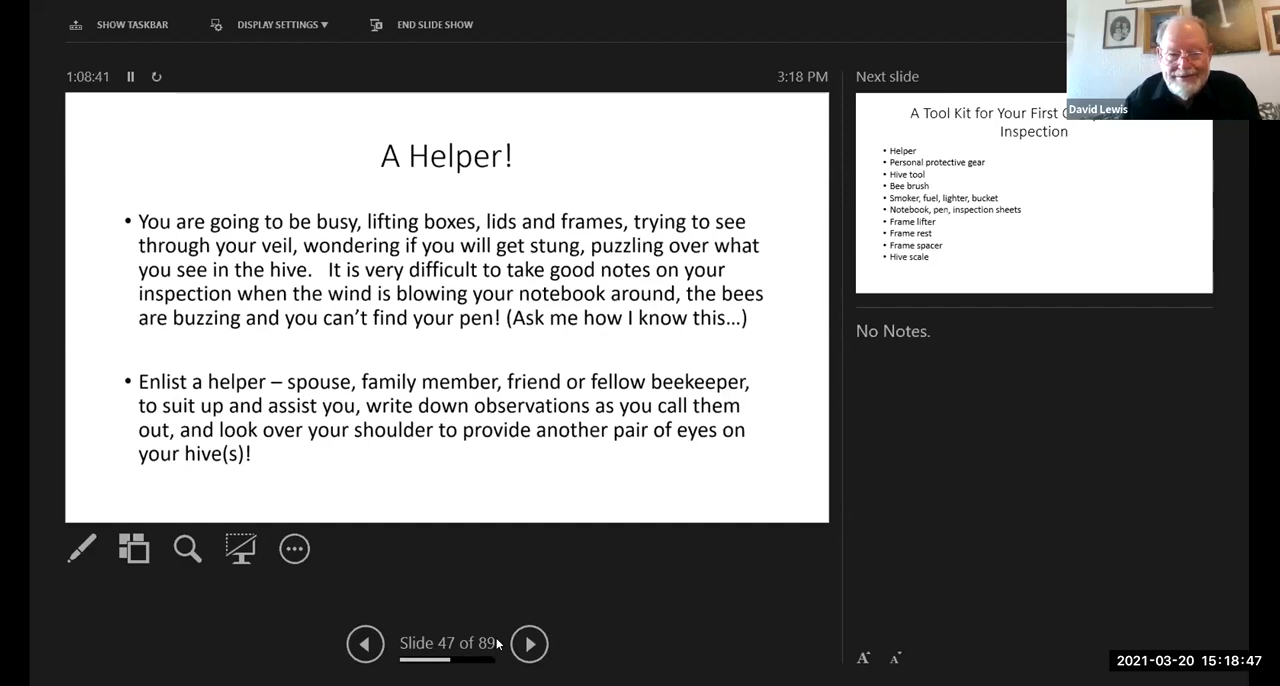 SHOW TASKBAR
DISPLAY SETTINGS ▼
END SLIDE SHOW
1:08:41
3:18 PM
A Helper!
• You are going to be busy, lifting boxes, lids and frames, trying to see
through your veil, wondering if you will get stung, puzzling over what
you see in the hive. It is very difficult to take good notes on your
inspection when the wind is blowing your notebook around, the bees
are buzzing and you can’t find your pen! (Ask me how I know this...)
• Enlist a helper – spouse, family member, friend or fellow beekeeper,
to suit up and assist you, write down observations as you call them
out, and look over your shoulder to provide another pair of eyes on
your hive(s)!
Slide 47 of 89
Next slide
David Lewis
A Tool Kit for Your First
Inspection
• Helper
• Personal protective gear
• Hive tool
• Bee brush
• Smoker, fuel, lighter, bucket
• Notebook, pen, inspection sheets
• Frame lifter
• Frame rest
• Frame spacer
• Hive scale
No Notes.
A A
2021-03-20 15:18:47